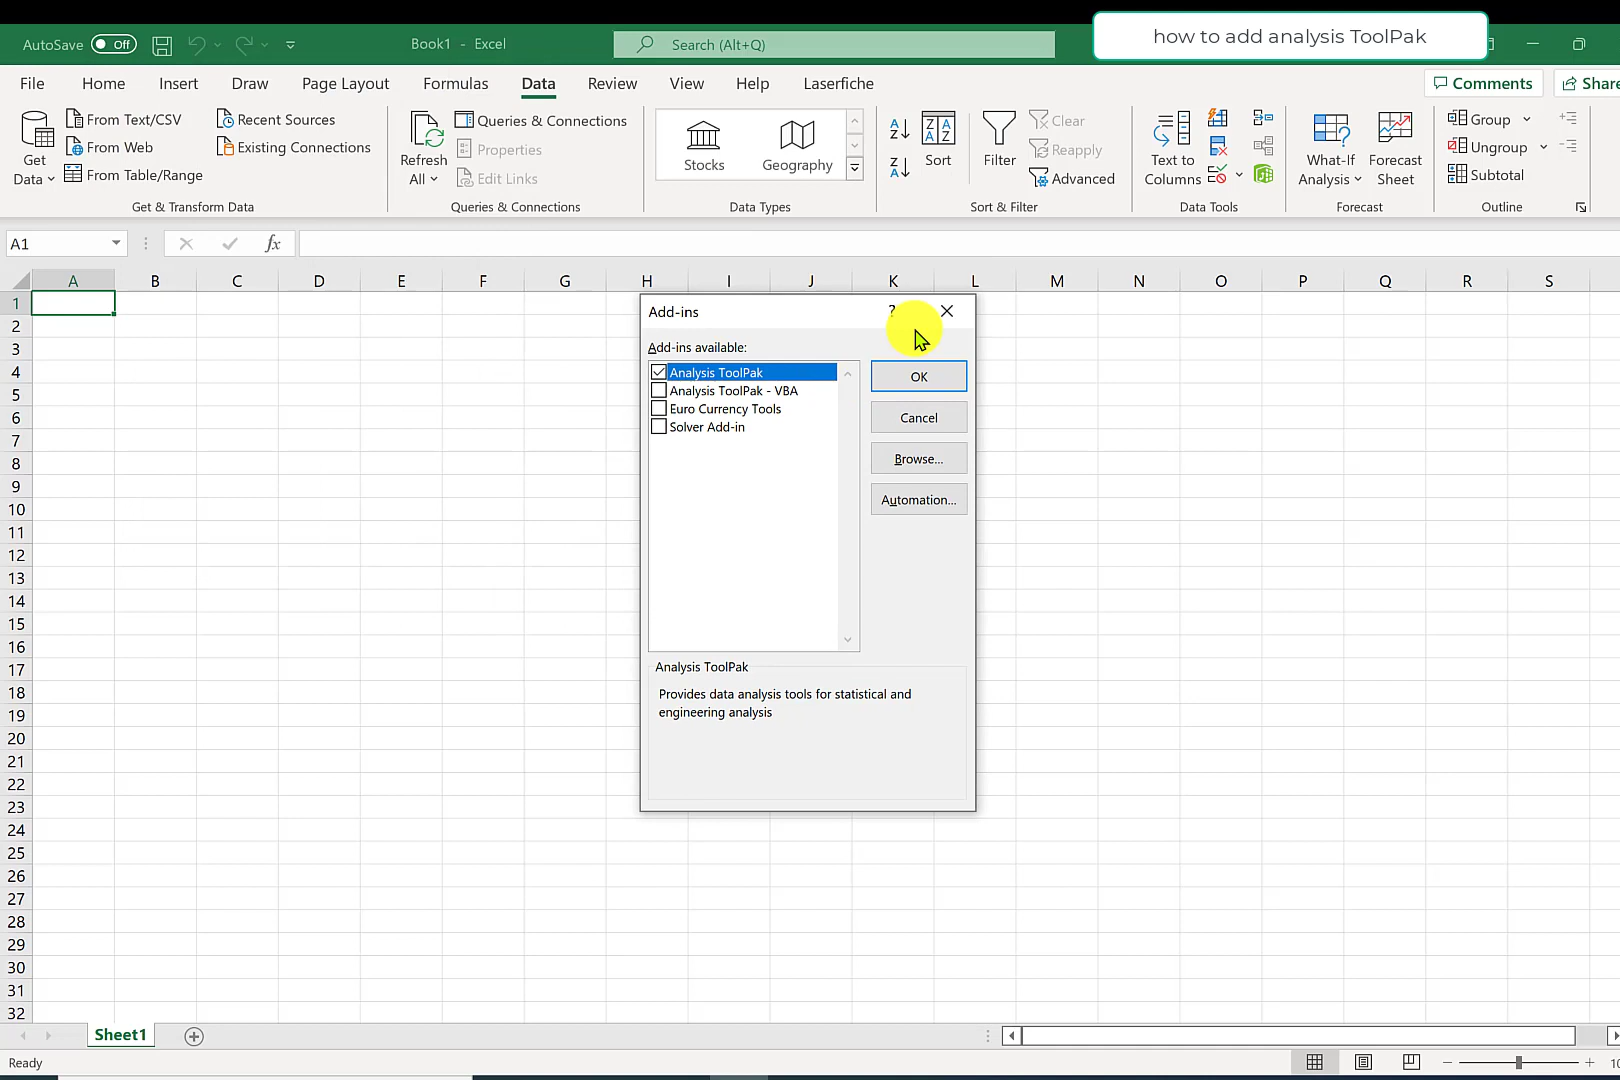 how to add analysis ToolPak
AutoSave Off Book1 - Excel Search (Alt+Q)
File Home Insert Draw Page Layout Formulas Data Review View Help Laserfiche Comments Share
Get Data
From Text/CSV
From Web
From Table/Range
Recent Sources
Existing Connections
Get & Transform Data
Refresh All
Queries & Connections
Properties
Edit Links
Queries & Connections
Stocks
Geography
Data Types
Sort
Filter
Clear
Reapply
Advanced
Sort & Filter
Text to Columns
Data Tools
What-If Analysis
Forecast Sheet
Forecast
Group
Ungroup
Subtotal
Outline
A1 fx
A B C D E F G H I J K L M N O P Q R S
1
2
3
4
5
6
7
8
9
10
11
12
13
14
15
16
17
18
19
20
21
22
23
24
25
26
27
28
29
30
31
32
Add-ins ?
Add-ins available:
Analysis ToolPak
Analysis ToolPak - VBA
Euro Currency Tools
Solver Add-in
OK
Cancel
Browse...
Automation...
Analysis ToolPak
Provides data analysis tools for statistical and
engineering analysis
Sheet1
Ready